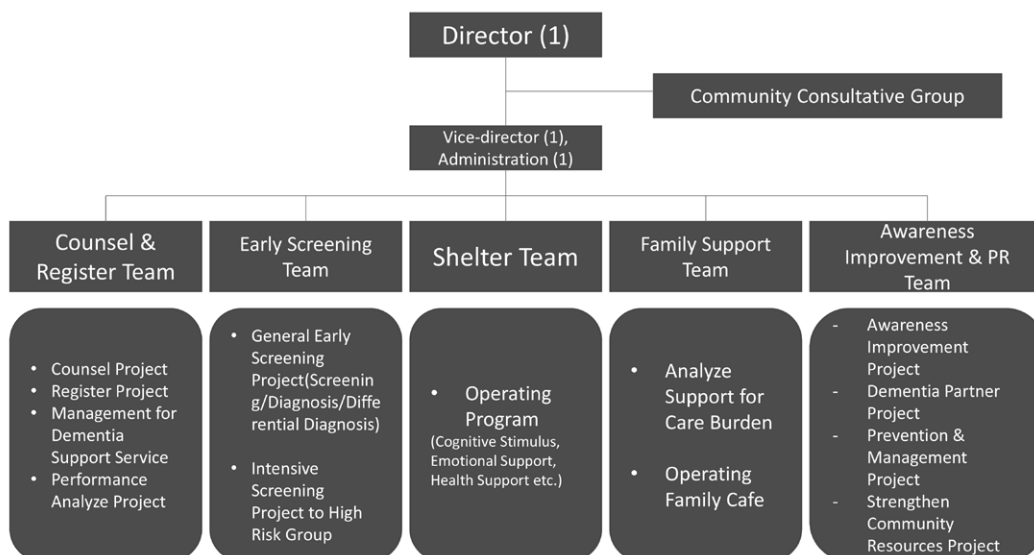 Director (1)
Community Consultative Group
Vice-director (1),
Administration (1)
Counsel &
Register Team
Early Screening
Team
Shelter Team
Family Support
Team
Awareness
Improvement & PR
Team
• Counsel Project
• Register Project
• Management for
Dementia
Support Service
• Performance
Analyze Project
• General Early
Screening
Project(Screenin
g/Diagnosis/Diffe
rential Diagnosis)
• Intensive
Screening
Project to High
Risk Group
• Operating
Program
(Cognitive Stimulus,
Emotional Support,
Health Support etc.)
• Analyze
Support for
Care Burden
• Operating
Family Cafe
- Awareness
Improvement
Project
- Dementia Partner
Project
- Prevention &
Management
Project
- Strengthen
Community
Resources Project